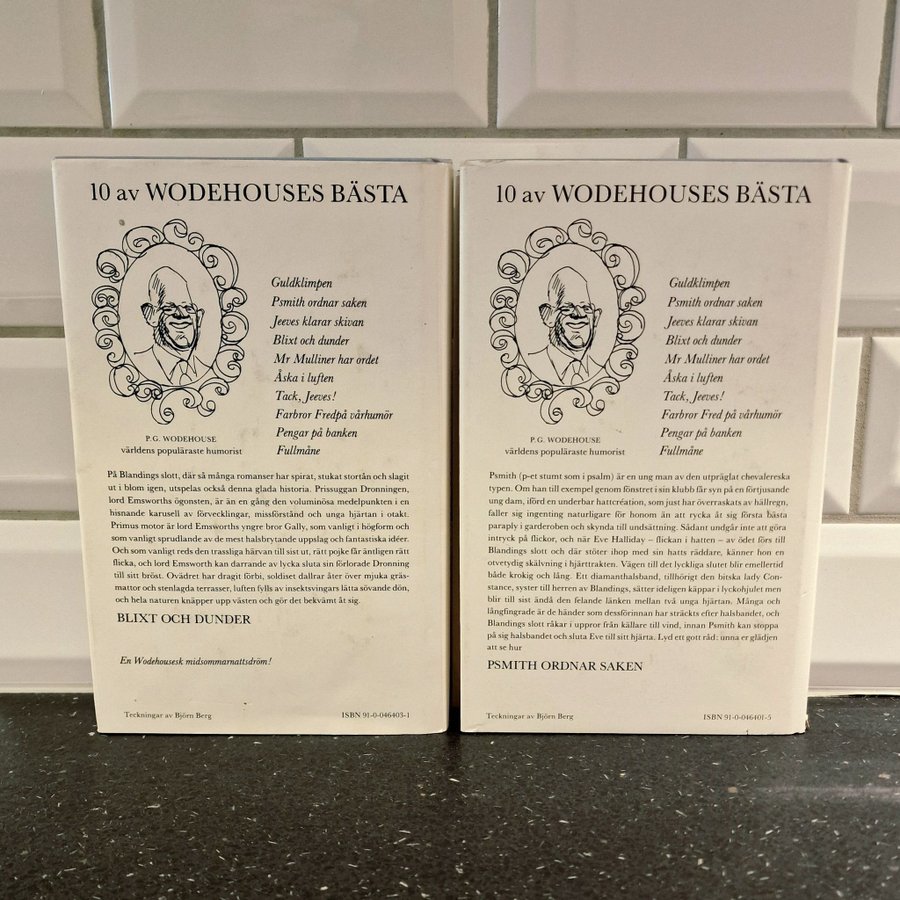 10 av WODEHOUSES BÄSTA
Guldklimpen
Psmith ordnar saken
Jeeves klarar skivan
Blixt och dunder
Mr Mulliner har ordet
Åska i luften
Tack, Jeeves!
Farbror Fredpå vårhumör
Pengar på banken
Fullmåne
P.G. WODEHOUSE
världens populäraste humorist
På Blandings slott, där så många romanser har spirat, stukat stortån och slagit
ut i blom igen, utspelas också denna glada historia. Prissuggan Dronningen,
lord Emsworths ögonsten, är än en gång den voluminösa medelpunkten i en
hisnande karusell av förvecklingar, missförstånd och unga hjärtan i otakt.
Primus motor är lord Emsworths yngre bror Gally, som vanligt i högform och
som vanligt sprudlande av de mest halsbrytande uppslag och fantastiska idéer.
Och som vanligt reds den trassliga härvan till sist ut, rätt pojke får äntligen rätt
flicka, och lord Emsworth kan darrande av lycka sluta sin förlorade Dronning
till sitt bröst. Ovädret har dragit förbi, soldiset dallrar åter över mjuka gräs-
mattor och stenlagda terrasser, luften fylls av insektsvingars lätta sövande dön,
och hela naturen knäpper upp västen och gör det bekvämt åt sig.
BLIXT OCH DUNDER
En Wodehousesk midsommarnattsdröm!
Teckningar av Björn Berg
ISBN 91-0-046403-1
10 av WODEHOUSES BÄSTA
Guldklimpen
Psmith ordnar saken
Jeeves klarar skivan
Blixt och dunder
Mr Mulliner har ordet
Åska i luften
Tack, Jeeves!
Farbror Fred på vårhumör
Pengar på banken
Fullmåne
P.G. WODEHOUSE
världens populäraste humorist
Psmith (p-et stumt som i psalm) är en ung man av den utpräglat chevalereska
typen. Om han till exempel genom fönstret i sin klubb får syn på en förtjusande
ung dam, iförd en underbar hattcréation, som just har överraskats av hällregn,
faller sig ingenting naturligare för honom än att rycka åt sig första bästa
paraply i garderoben och skynda till undsättning. Sådant undgår inte att göra
intryck på flickor, och när Eve Halliday – flickan i hatten – av ödet förs till
Blandings slott och där stöter ihop med sin hatts räddare, känner hon en
otvetydig skälvning i hjärttrakten. Vägen till det lyckliga slutet blir emellertid
både krokig och lång. Ett diamanthalsband, tillhörigt den bitska lady Con-
stance, syster till herren av Blandings, sätter ideligen käppar i lyckohjulet men
blir till sist ändå den felande länken mellan två unga hjärtan. Många och
långfingrade är de händer som dessförinnan har sträckts efter halsbandet, och
Blandings slott råkar i uppror från källare till vind, innan Psmith kan stoppa
på sig halsbandet och sluta Eve till sitt hjärta. Lyd ett gott råd: unna er glädjen
att se hur
PSMITH ORDNAR SAKEN
Teckningar av Björn Berg
ISBN 91-0-046401-5